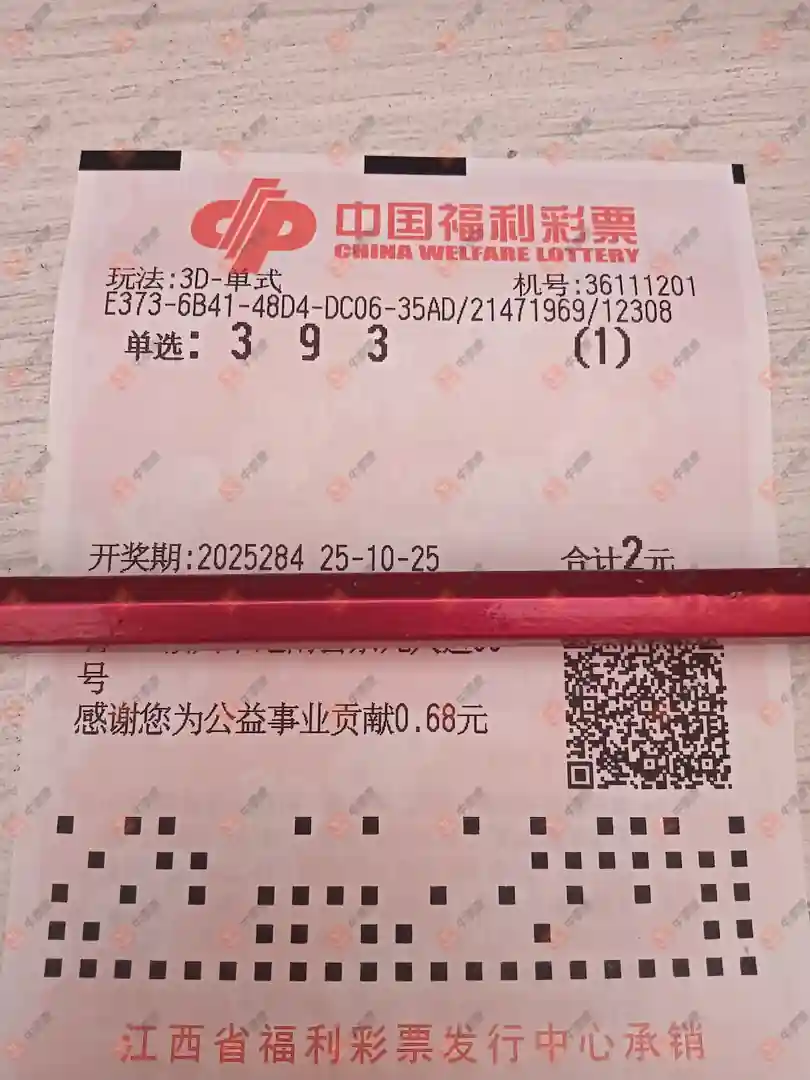 中国福利彩票
CHINA WELFARE LOTTERY
玩法:3D-单式 机号:36111201
E373-6B41-48D4-DC06-35AD/21471969/12308
单选: 3 9 3 (1)
开奖期:2025284 25-10-25 合计2元
号
感谢您为公益事业贡献0.68元
江西省福利彩票发行中心承销